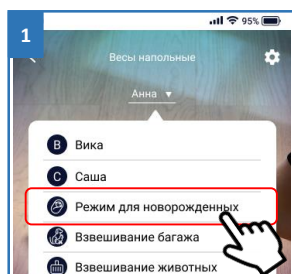 1
95%
Весы напольные
Анна
В Вика
С Саша
Режим для новорожденных
Взвешивание багажа
Взвешивание животных